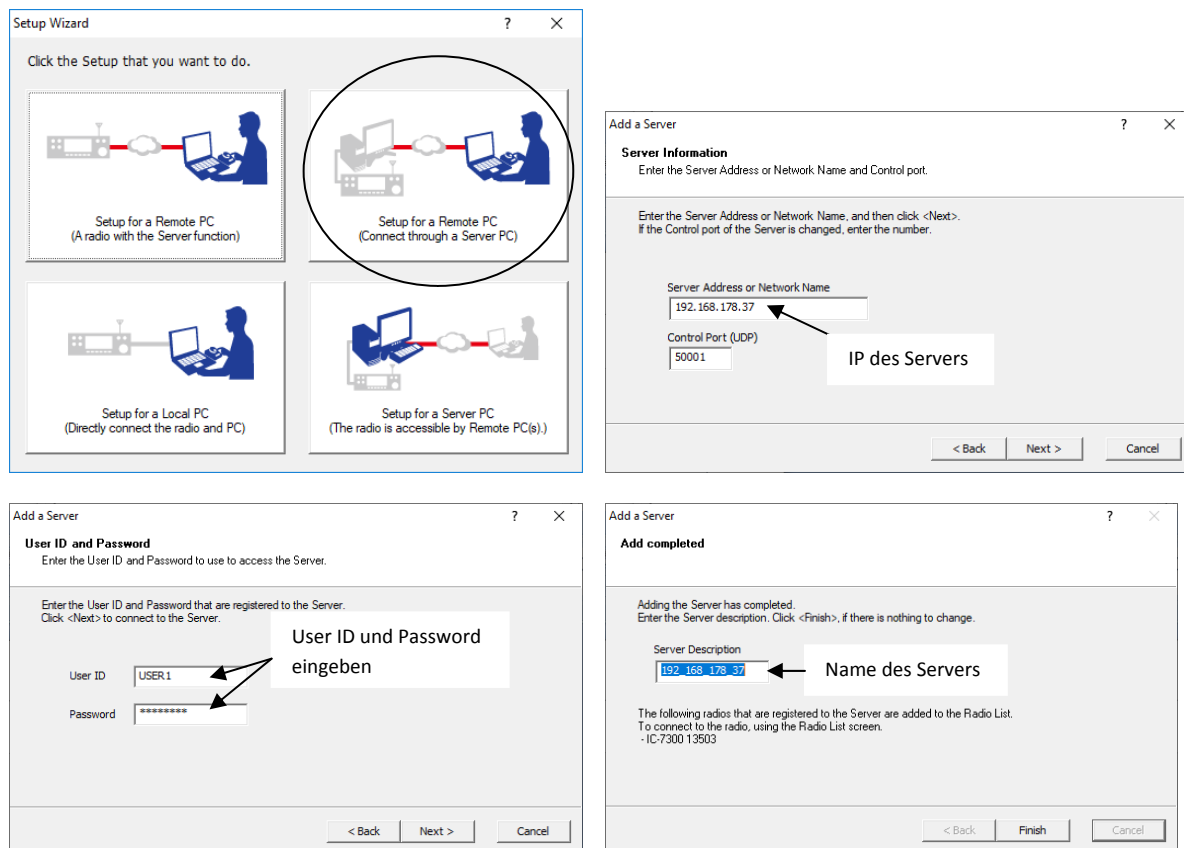 Setup Wizard
Click the Setup that you want to do.
Setup for a Remote PC
(A radio with the Server function)
Setup for a Remote PC
(Connect through a Server PC)
Setup for a Local PC
(Directly connect the radio and PC)
Setup for a Server PC
(The radio is accessible by Remote PC(s).)
Add a Server
Server Information
Enter the Server Address or Network Name and Control port.
Enter the Server Address or Network Name, and then click <Next>.
If the Control port of the Server is changed, enter the number.
Server Address or Network Name
192.168.178.37
Control Port (UDP)
50001
IP des Servers
< Back Next > Cancel
Add a Server
User ID and Password
Enter the User ID and Password to use to access the Server.
Enter the User ID and Password that are registered to the Server.
Click <Next> to connect to the Server.
User ID und Password
eingeben
User ID USER1
Password ********
< Back Next > Cancel
Add a Server
Add completed
Adding the Server has completed.
Enter the Server description. Click <Finish>, if there is nothing to change.
Server Description
192_168_178_37
Name des Servers
The following radios that are registered to the Server are added to the Radio List.
To connect to the radio, using the Radio List screen.
- IC-7300 13503
< Back Finish Cancel